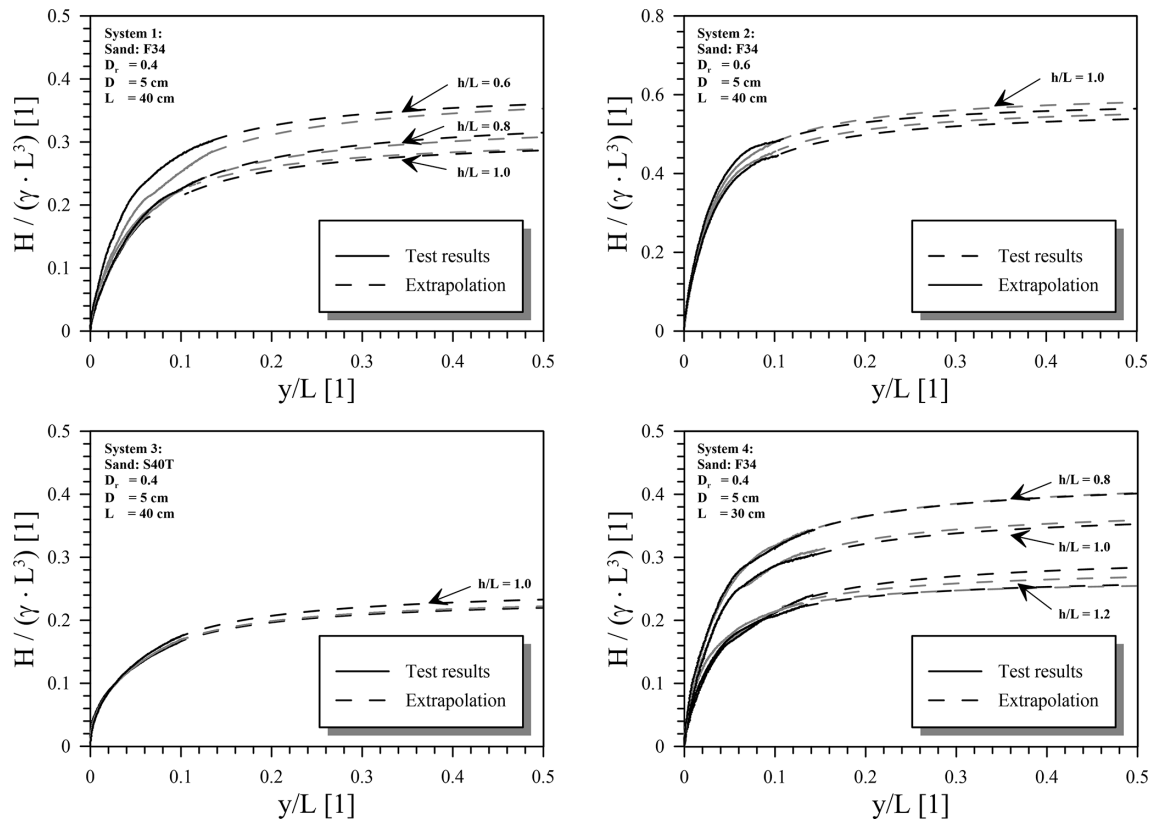 System 1:
Sand: F34
Dr = 0.4
D = 5 cm
L = 40 cm
h/L = 0.6
h/L = 0.8
h/L = 1.0
Test results
Extrapolation
H / (γ · L³) [1]
0.5
0.4
0.3
0.2
0.1
0
0 0.1 0.2 0.3 0.4 0.5
y/L [1]
System 2:
Sand: F34
Dr = 0.6
D = 5 cm
L = 40 cm
h/L = 1.0
Test results
Extrapolation
H / (γ · L³) [1]
0.8
0.6
0.4
0.2
0
0 0.1 0.2 0.3 0.4 0.5
y/L [1]
System 3:
Sand: S40T
Dr = 0.4
D = 5 cm
L = 40 cm
h/L = 1.0
Test results
Extrapolation
H / (γ · L³) [1]
0.5
0.4
0.3
0.2
0.1
0
0 0.1 0.2 0.3 0.4 0.5
y/L [1]
System 4:
Sand: F34
Dr = 0.4
D = 5 cm
L = 30 cm
h/L = 0.8
h/L = 1.0
h/L = 1.2
Test results
Extrapolation
H / (γ · L³) [1]
0.5
0.4
0.3
0.2
0.1
0
0 0.1 0.2 0.3 0.4 0.5
y/L [1]